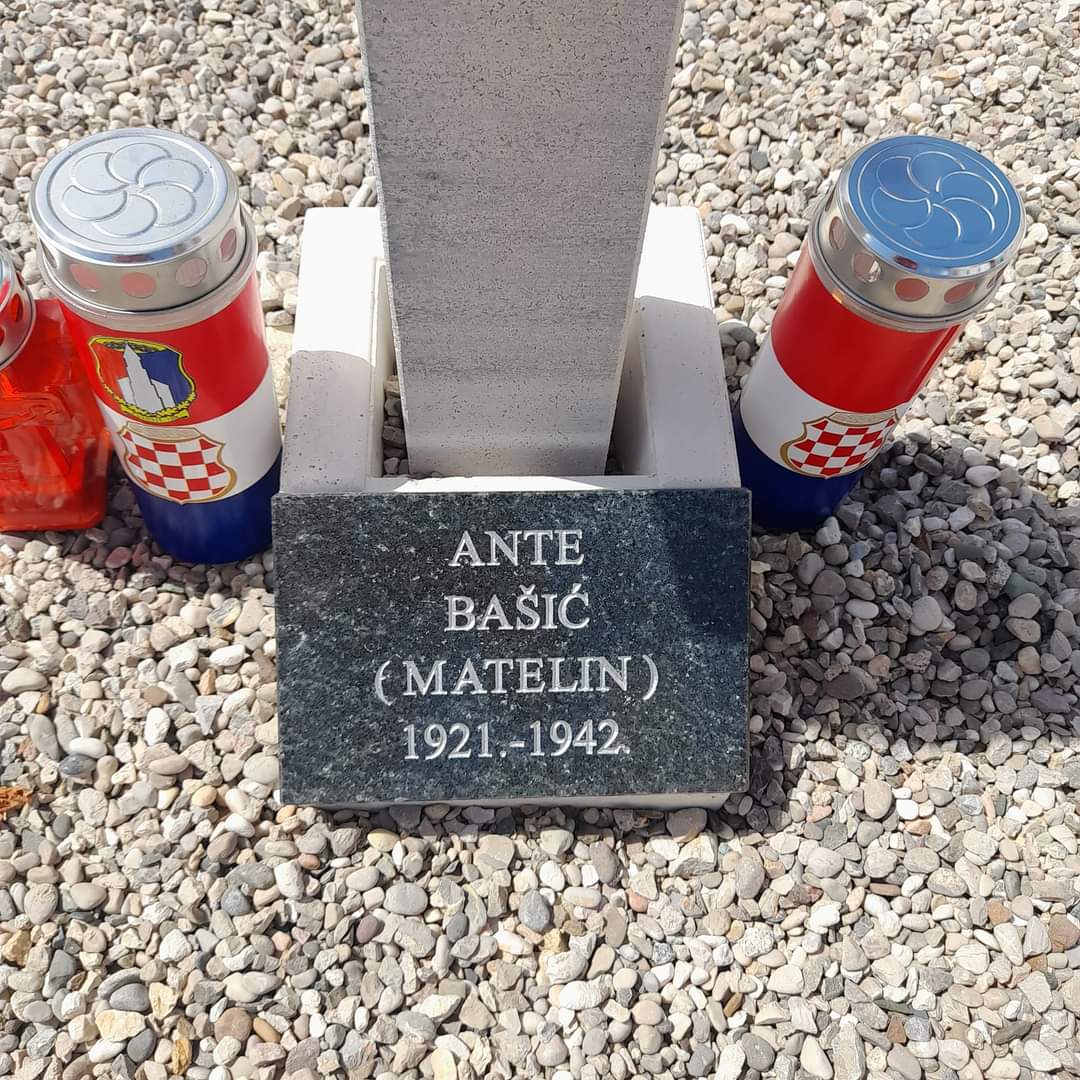 ANTE
BAŠIĆ
(MATELIN)
1921.-1942.